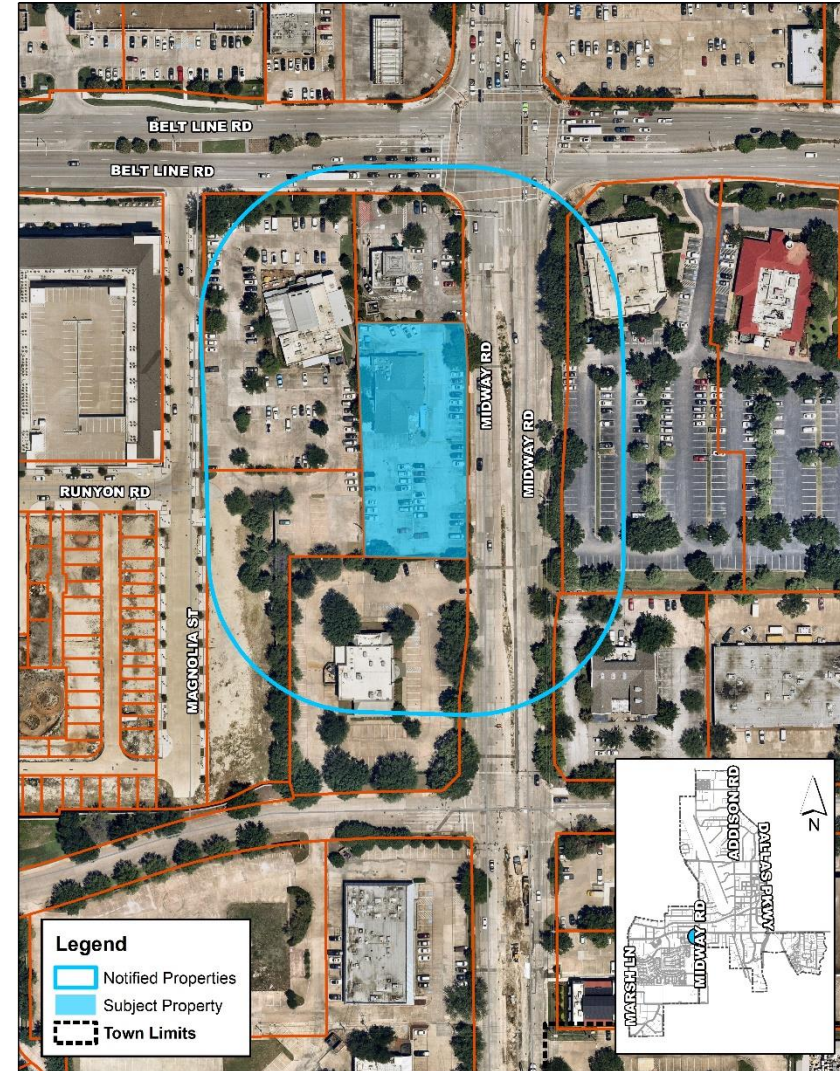 BELT LINE RD
BELT LINE RD
MIDWAY RD
MIDWAY RD
RUNYON RD
MAGNOLIA ST
Legend
Notified Properties
Subject Property
Town Limits
ADDISON RD
DALLAS PKWY
MIDWAY RD
MARSH LN
N